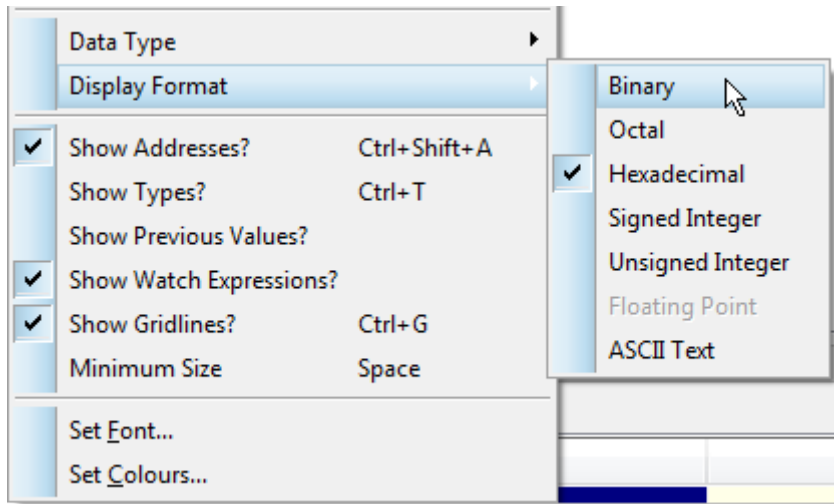 Data Type
Display Format
Show Addresses? Ctrl+Shift+A
Show Types? Ctrl+T
Show Previous Values?
Show Watch Expressions?
Show Gridlines? Ctrl+G
Minimum Size Space
Set Font...
Set Colours...
Binary
Octal
Hexadecimal
Signed Integer
Unsigned Integer
Floating Point
ASCII Text